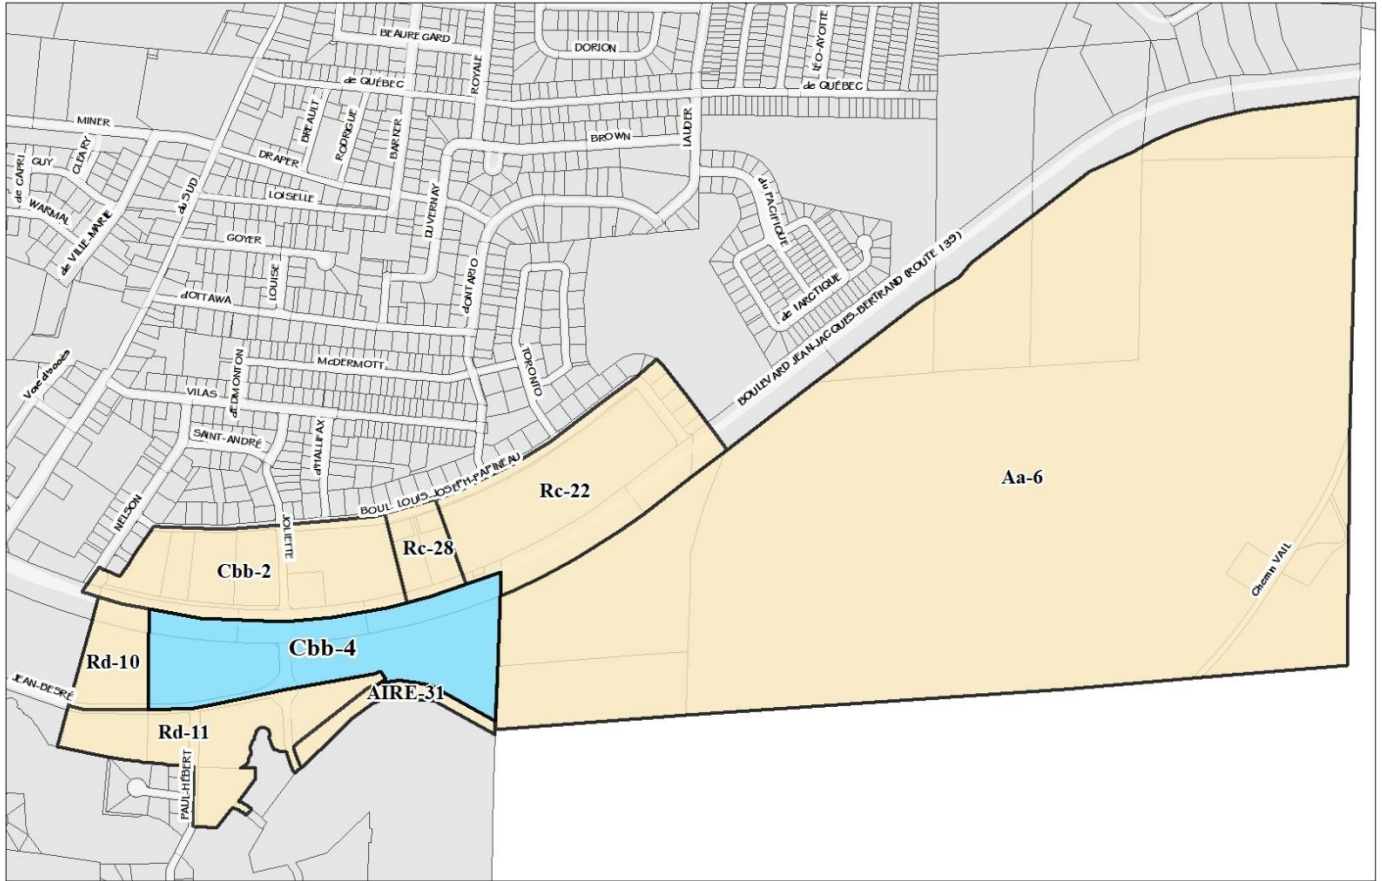 BEAUREGARD
DORION
LÉO-AYOTTE
ROYALE
de QUÉBEC
de QUÉBEC
MINER
DREAULT
RODRIGUE
BARKER
LAUDER
BROWN
CLEARY
GUY
de CAPRI
DRAPER
du SUD
LOISELLE
WARMAL
de VILLE-MARIE
DUVERNAY
du PACIFIQUE
GOYER
LOUISE
d'ONTARIO
de l'ARCTIQUE
BOULEVARD JEAN-JACQUES-BERTRAND (ROUTE 139)
d'OTTAWA
McDERMOTT
TORONTO
d'EDMONTON
VILAS
SAINT-ANDRÉ
d'HALLIFAX
NELSON
JOLIETTE
BOUL. LOUIS-JOSEPH-PAPINEAU
Rc-22
Aa-6
Rc-28
Cbb-2
Chemin VAIL
Cbb-4
Rd-10
JEAN-DESRÉ
AIRE-31
Rd-11
PAUL-HÉBERT